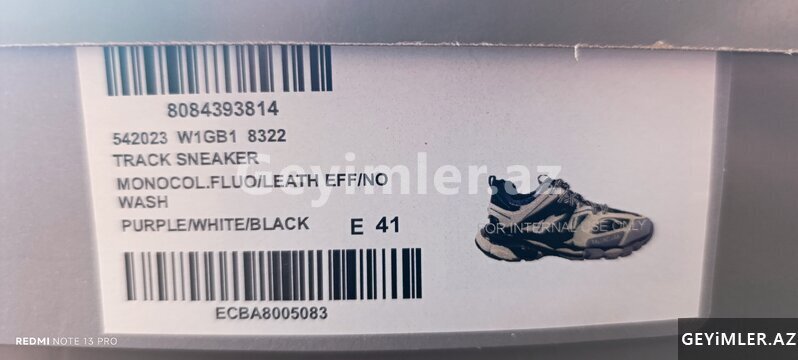 8084393814
542023 W1GB1 8322
TRACK SNEAKER
MONOCOL.FLUO/LEATH EFF/NO
WASH
PURPLE/WHITE/BLACK E 41
FOR INTERNAL USE ONLY
ECBA8005083
Geyimler.az
REDMI NOTE 13 PRO
GEYiMLER.AZ